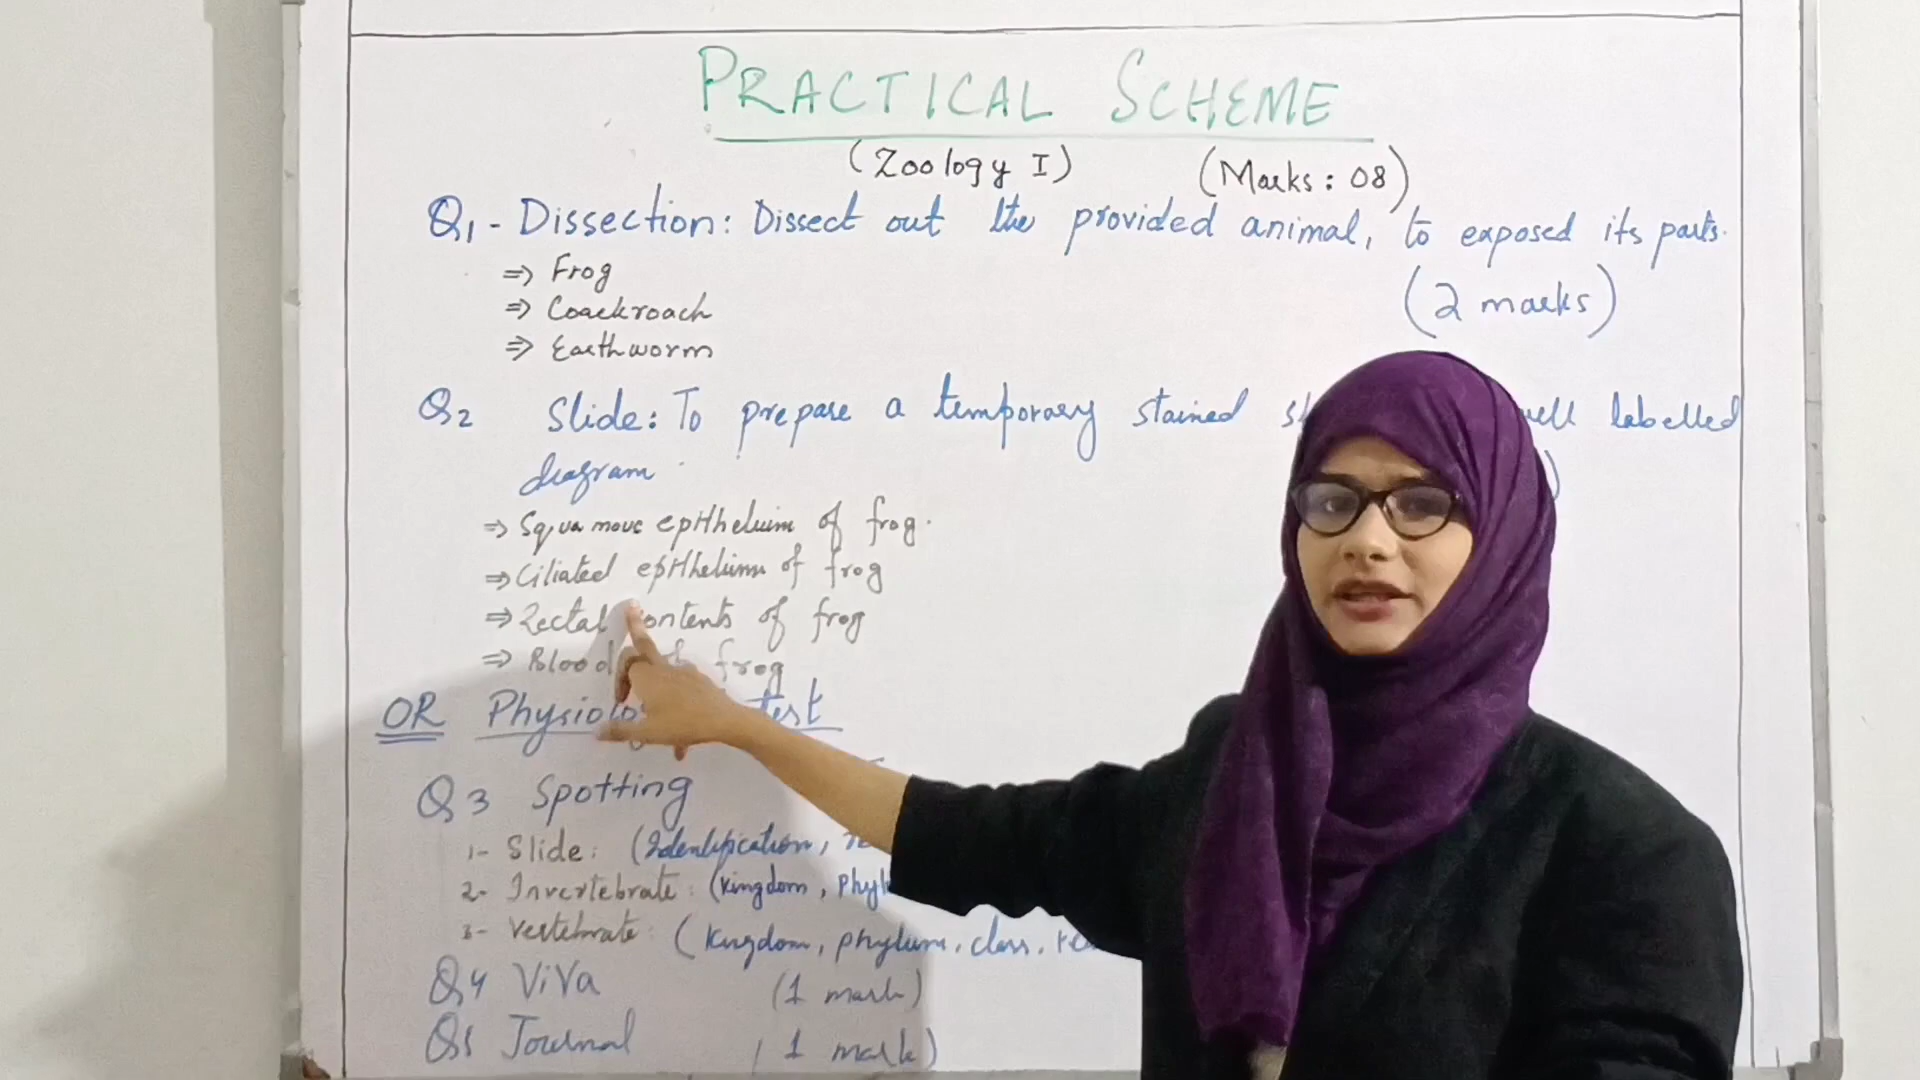 PRACTICAL SCHEME
(Zoology I) (Marks: 08)
Q1 - Dissection: Dissect out the provided animal, to exposed its parts.
⇒ Frog
(2 marks)
⇒ Coackroach
⇒ Earthworm
Q2 Slide: To prepare a temporary stained well labelled
diagram
⇒ Squamous epithelium of frog.
⇒ Ciliated epithelium of frog
⇒ Rectal contents of frog
⇒ Blood of frog
OR test
Q3 Spotting
1- Slide: (Identification,
2- Invertebrate: (kingdom,
3- Vertebrate: (kingdom, phylum, class,
Q4 ViVa (1 mark)
Q5 Journal (1 mark)